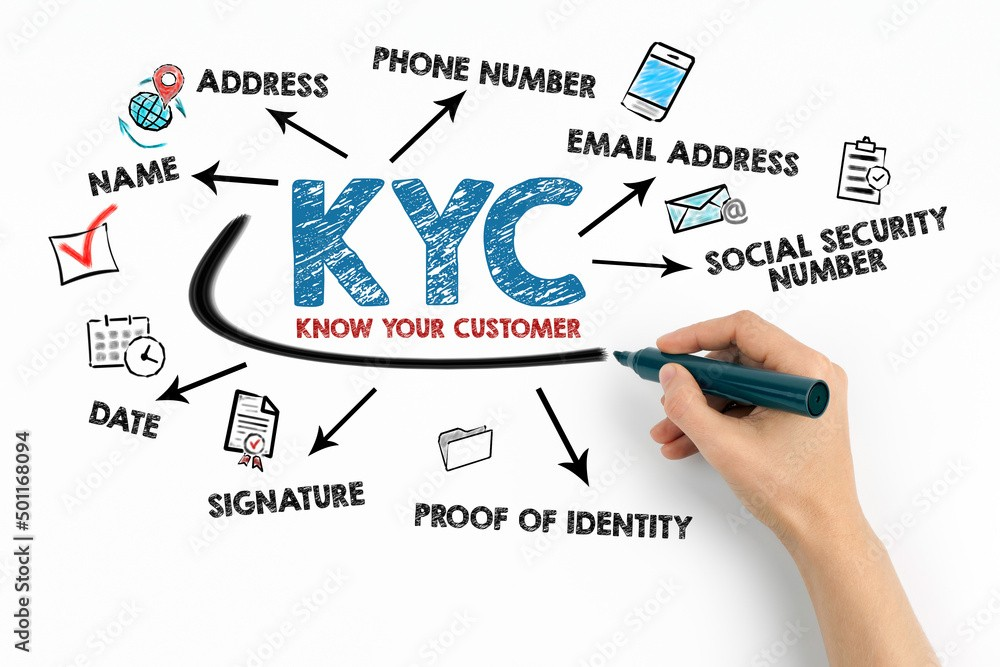 PHONE NUMBER
ADDRESS
EMAIL ADDRESS
NAME
KYC
SOCIAL SECURITY
NUMBER
KNOW YOUR CUSTOMER
DATE
SIGNATURE
PROOF OF IDENTITY
Adobe Stock | #501168094